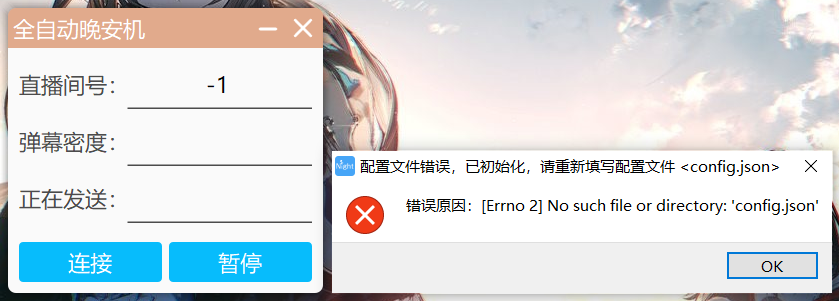 全自动晚安机
直播间号： -1
弹幕密度：
正在发送：
连接 暂停
Night 配置文件错误，已初始化，请重新填写配置文件 <config.json>
错误原因：[Errno 2] No such file or directory: 'config.json'
OK